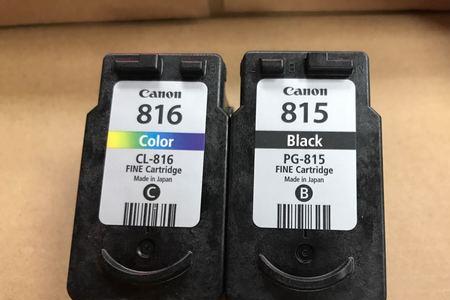 Canon
816
Color
CL-816
FINE Cartridge
Made in Japan
C
Canon
815
Black
PG-815
FINE Cartridge
Made in Japan
B